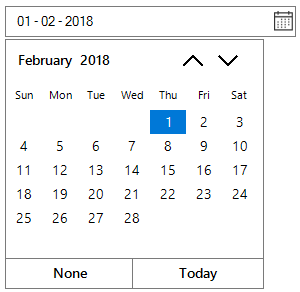 01 - 02 - 2018
February 2018
Sun Mon Tue Wed Thu Fri Sat
1 2 3
4 5 6 7 8 9 10
11 12 13 14 15 16 17
18 19 20 21 22 23 24
25 26 27 28
None Today